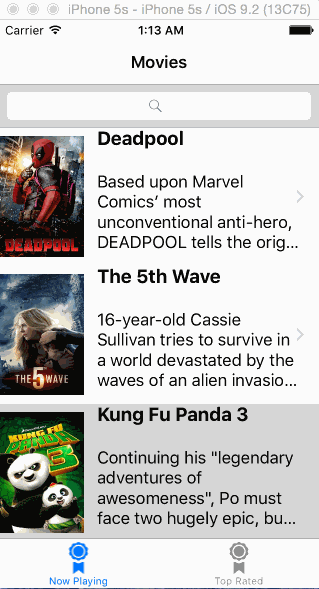 iPhone 5s - iPhone 5s / iOS 9.2 (13C75)
Carrier 1:13 AM
Movies
Deadpool
Based upon Marvel
Comics’ most
unconventional anti-hero,
DEADPOOL tells the orig...
DEADPOOL
The 5th Wave
16-year-old Cassie
Sullivan tries to survive in
a world devastated by the
waves of an alien invasio...
THE 5TH WAVE
Kung Fu Panda 3
Continuing his "legendary
adventures of
awesomeness", Po must
face two hugely epic, bu...
KUNG FU
PANDA
3
Now Playing Top Rated